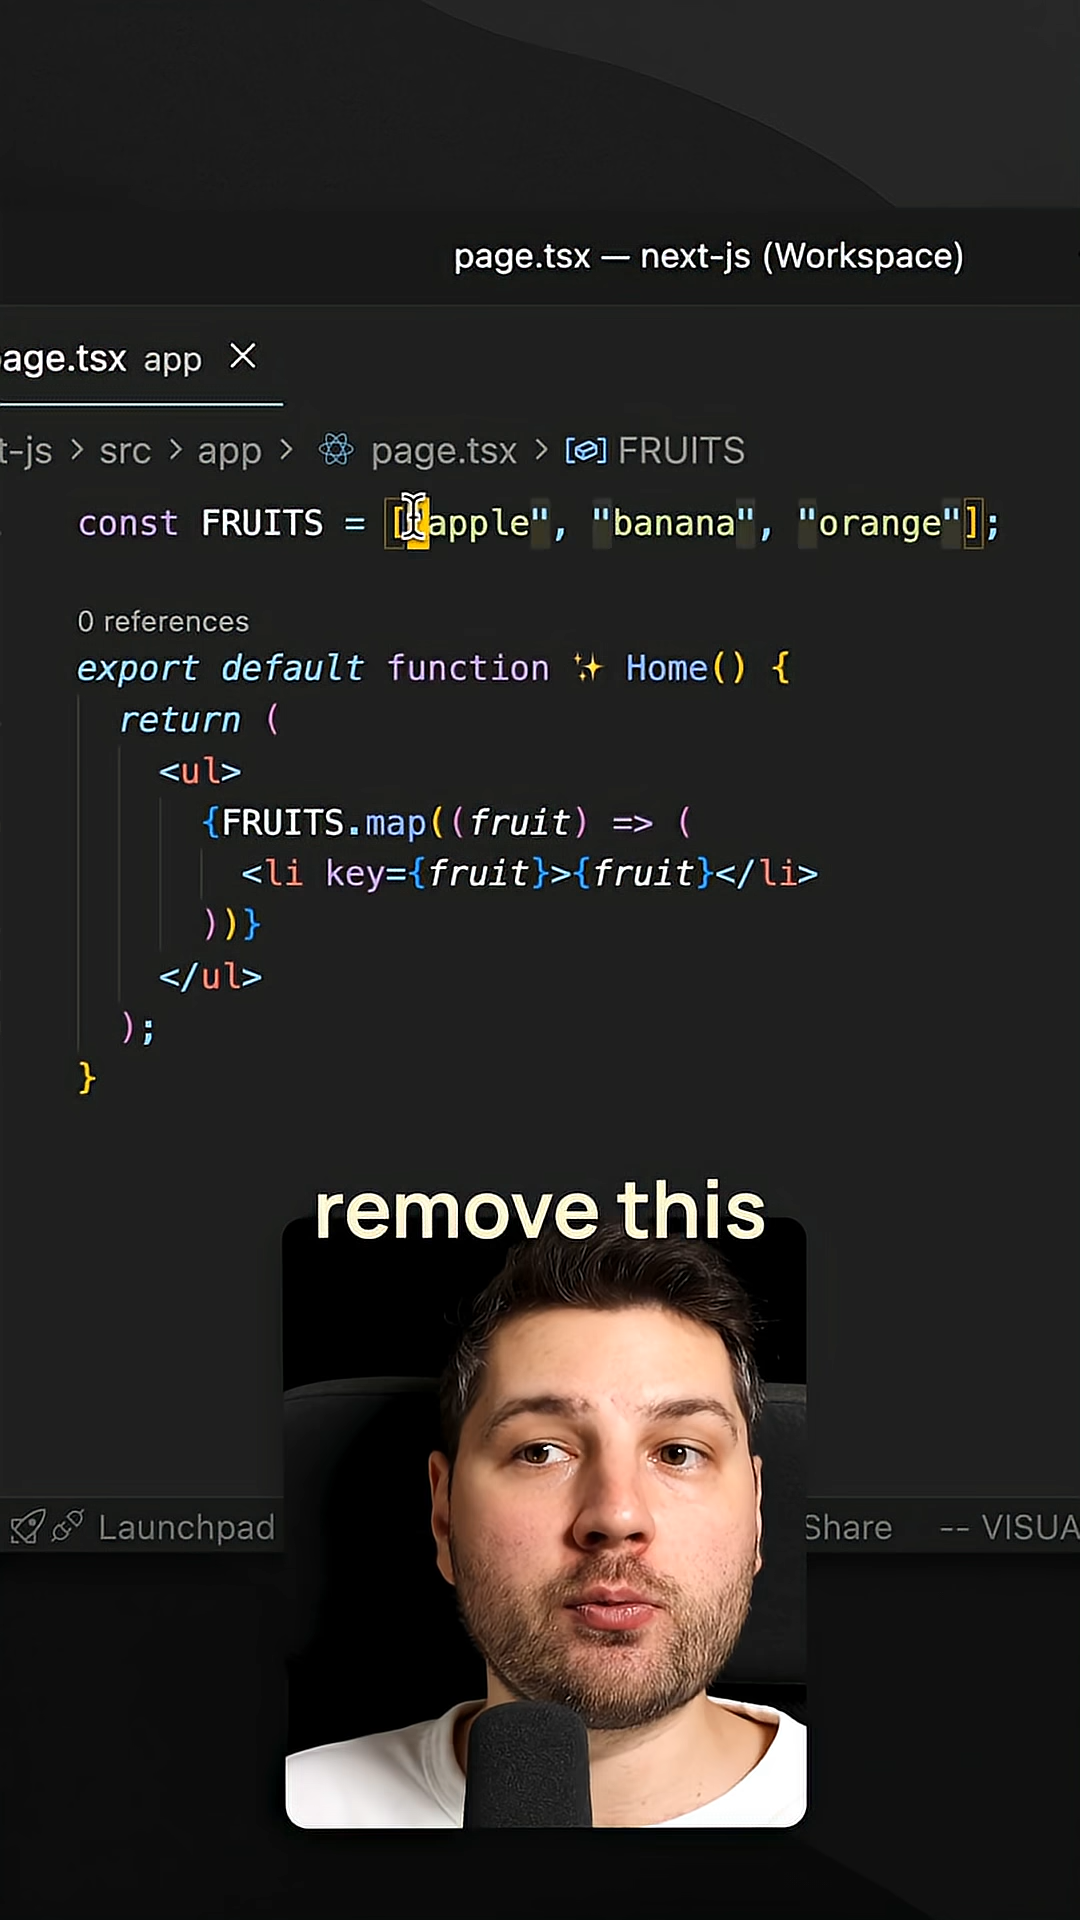 page.tsx — next-js (Workspace)
page.tsx app
t-js > src > app > page.tsx > FRUITS
const FRUITS = ["apple", "banana", "orange"];
0 references
export default function ✨ Home() {
return (
<ul>
{FRUITS.map((fruit) => (
<li key={fruit}>{fruit}</li>
))}
</ul>
);
}
remove this
Launchpad
Share -- VISUA